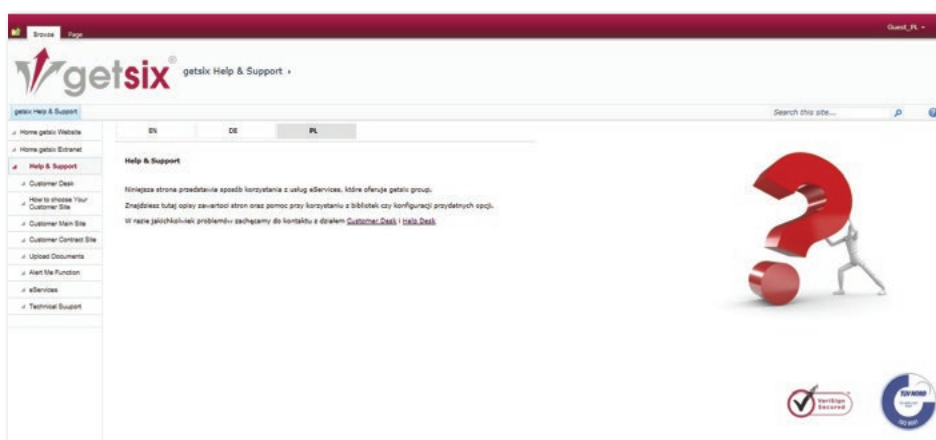 Browse Page
Guest_PL
getsix®
getsix Help & Support
getsix Help & Support
Search this site...
Home getsix Website
Home getsix Extranet
Help & Support
Customer Desk
How to choose Your
Customer Site
Customer Main Site
Customer Contract Site
Upload Documents
Alert Me Function
eServices
Technical Suuport
EN DE PL
Help & Support
Niniejsza strona przedstawia sposób korzystania z usług eServices, które oferuje getsix group.
Znajdziesz tutaj opisy zawartości stron oraz pomoc przy korzystaniu z bibliotek czy konfiguracji przydatnych opcji.
W razie jakichkolwiek problemów zachęcamy do kontaktu z działem Customer Desk i Help Desk
VeriSign
Secured
TÜV NORD
ISO 9001